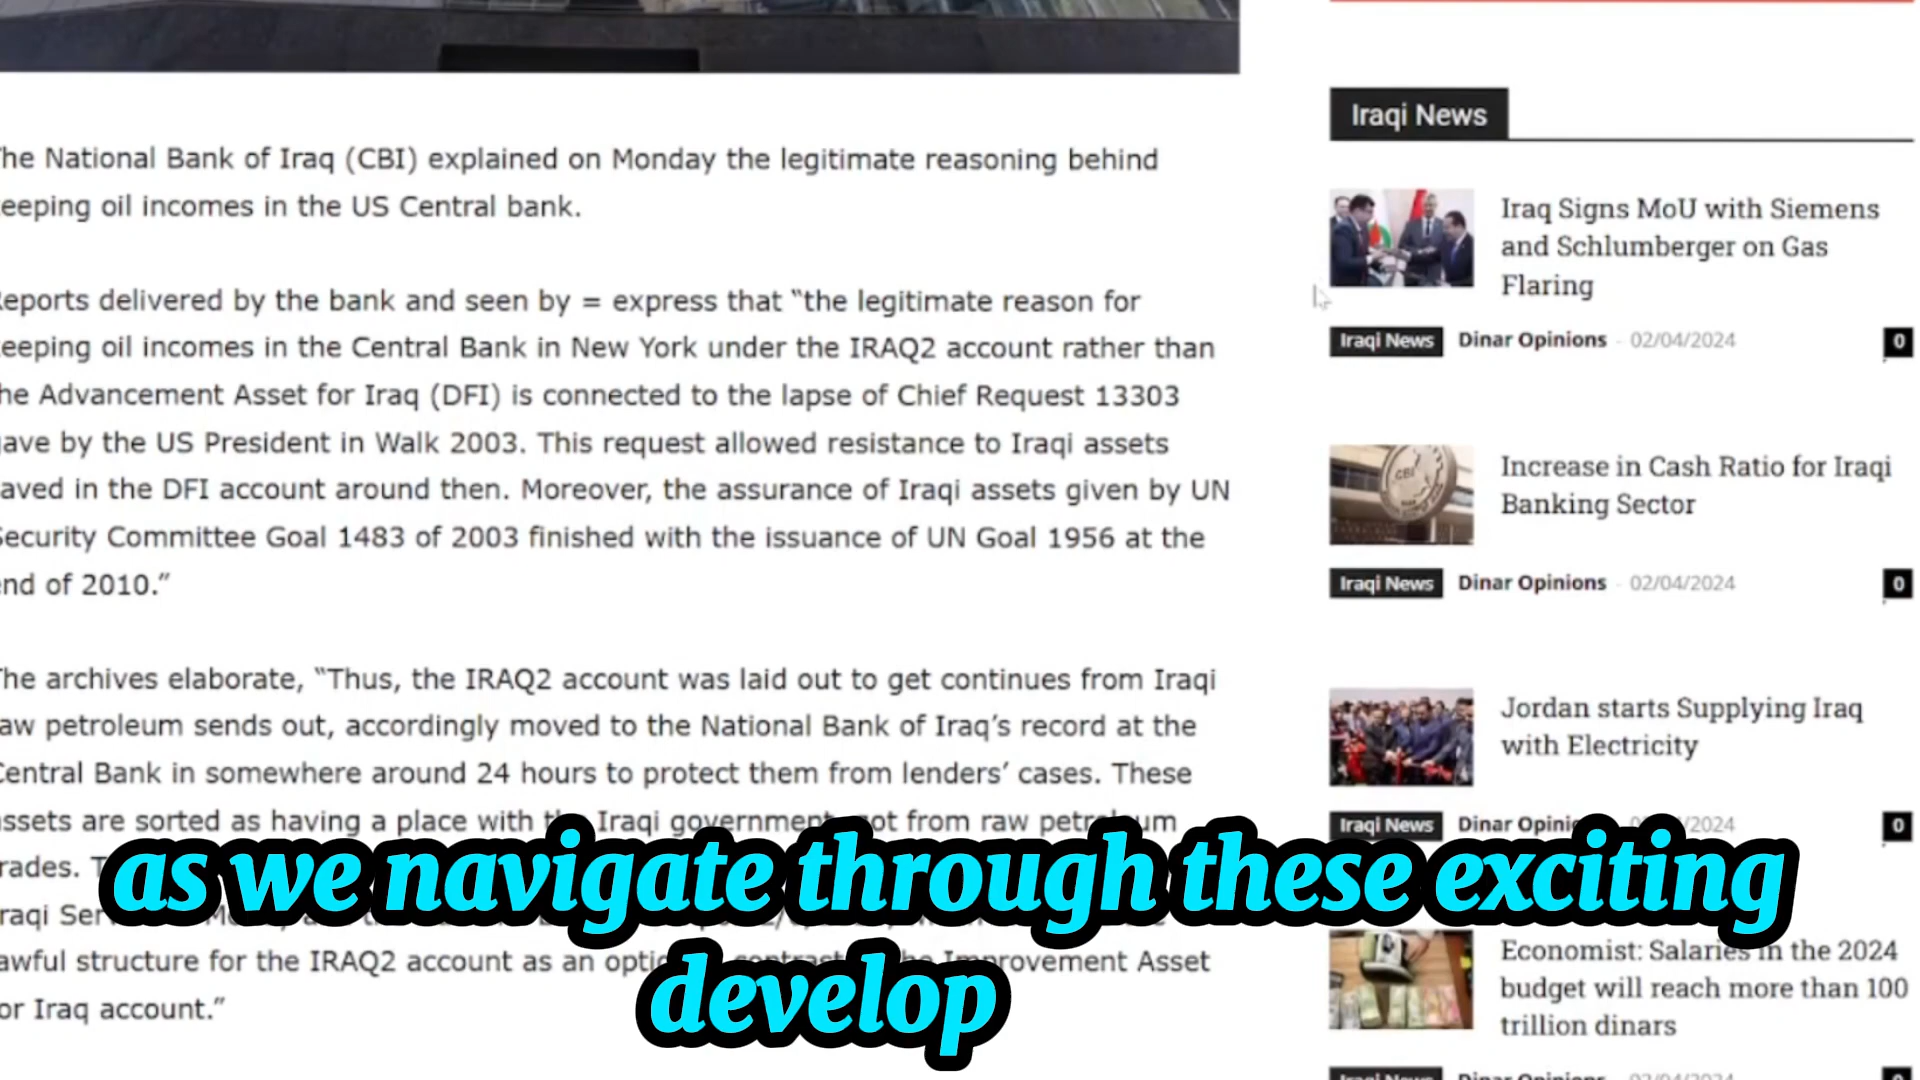 he National Bank of Iraq (CBI) explained on Monday the legitimate reasoning behind
eeping oil incomes in the US Central bank.
eports delivered by the bank and seen by = express that “the legitimate reason for
eeping oil incomes in the Central Bank in New York under the IRAQ2 account rather than
he Advancement Asset for Iraq (DFI) is connected to the lapse of Chief Request 13303
ave by the US President in Walk 2003. This request allowed resistance to Iraqi assets
aved in the DFI account around then. Moreover, the assurance of Iraqi assets given by UN
Security Committee Goal 1483 of 2003 finished with the issuance of UN Goal 1956 at the
nd of 2010.”
The archives elaborate, “Thus, the IRAQ2 account was laid out to get continues from Iraqi
aw petroleum sends out, accordingly moved to the National Bank of Iraq’s record at the
Central Bank in somewhere around 24 hours to protect them from lenders’ cases. These
assets are sorted as having a place with the Iraqi government, not from raw petroleum
rades.
raqi
awful structure for the IRAQ2 account as an Improvement Asset
or Iraq account.”
as we navigate through these exciting
develop
Iraqi News
Iraq Signs MoU with Siemens
and Schlumberger on Gas
Flaring
Iraqi News Dinar Opinions - 02/04/2024 0
Increase in Cash Ratio for Iraqi
Banking Sector
Iraqi News Dinar Opinions - 02/04/2024 0
CBI
Jordan starts Supplying Iraq
with Electricity
Iraqi News Dinar /2024 0
Economist: Salaries in the 2024
budget will reach more than 100
trillion dinars